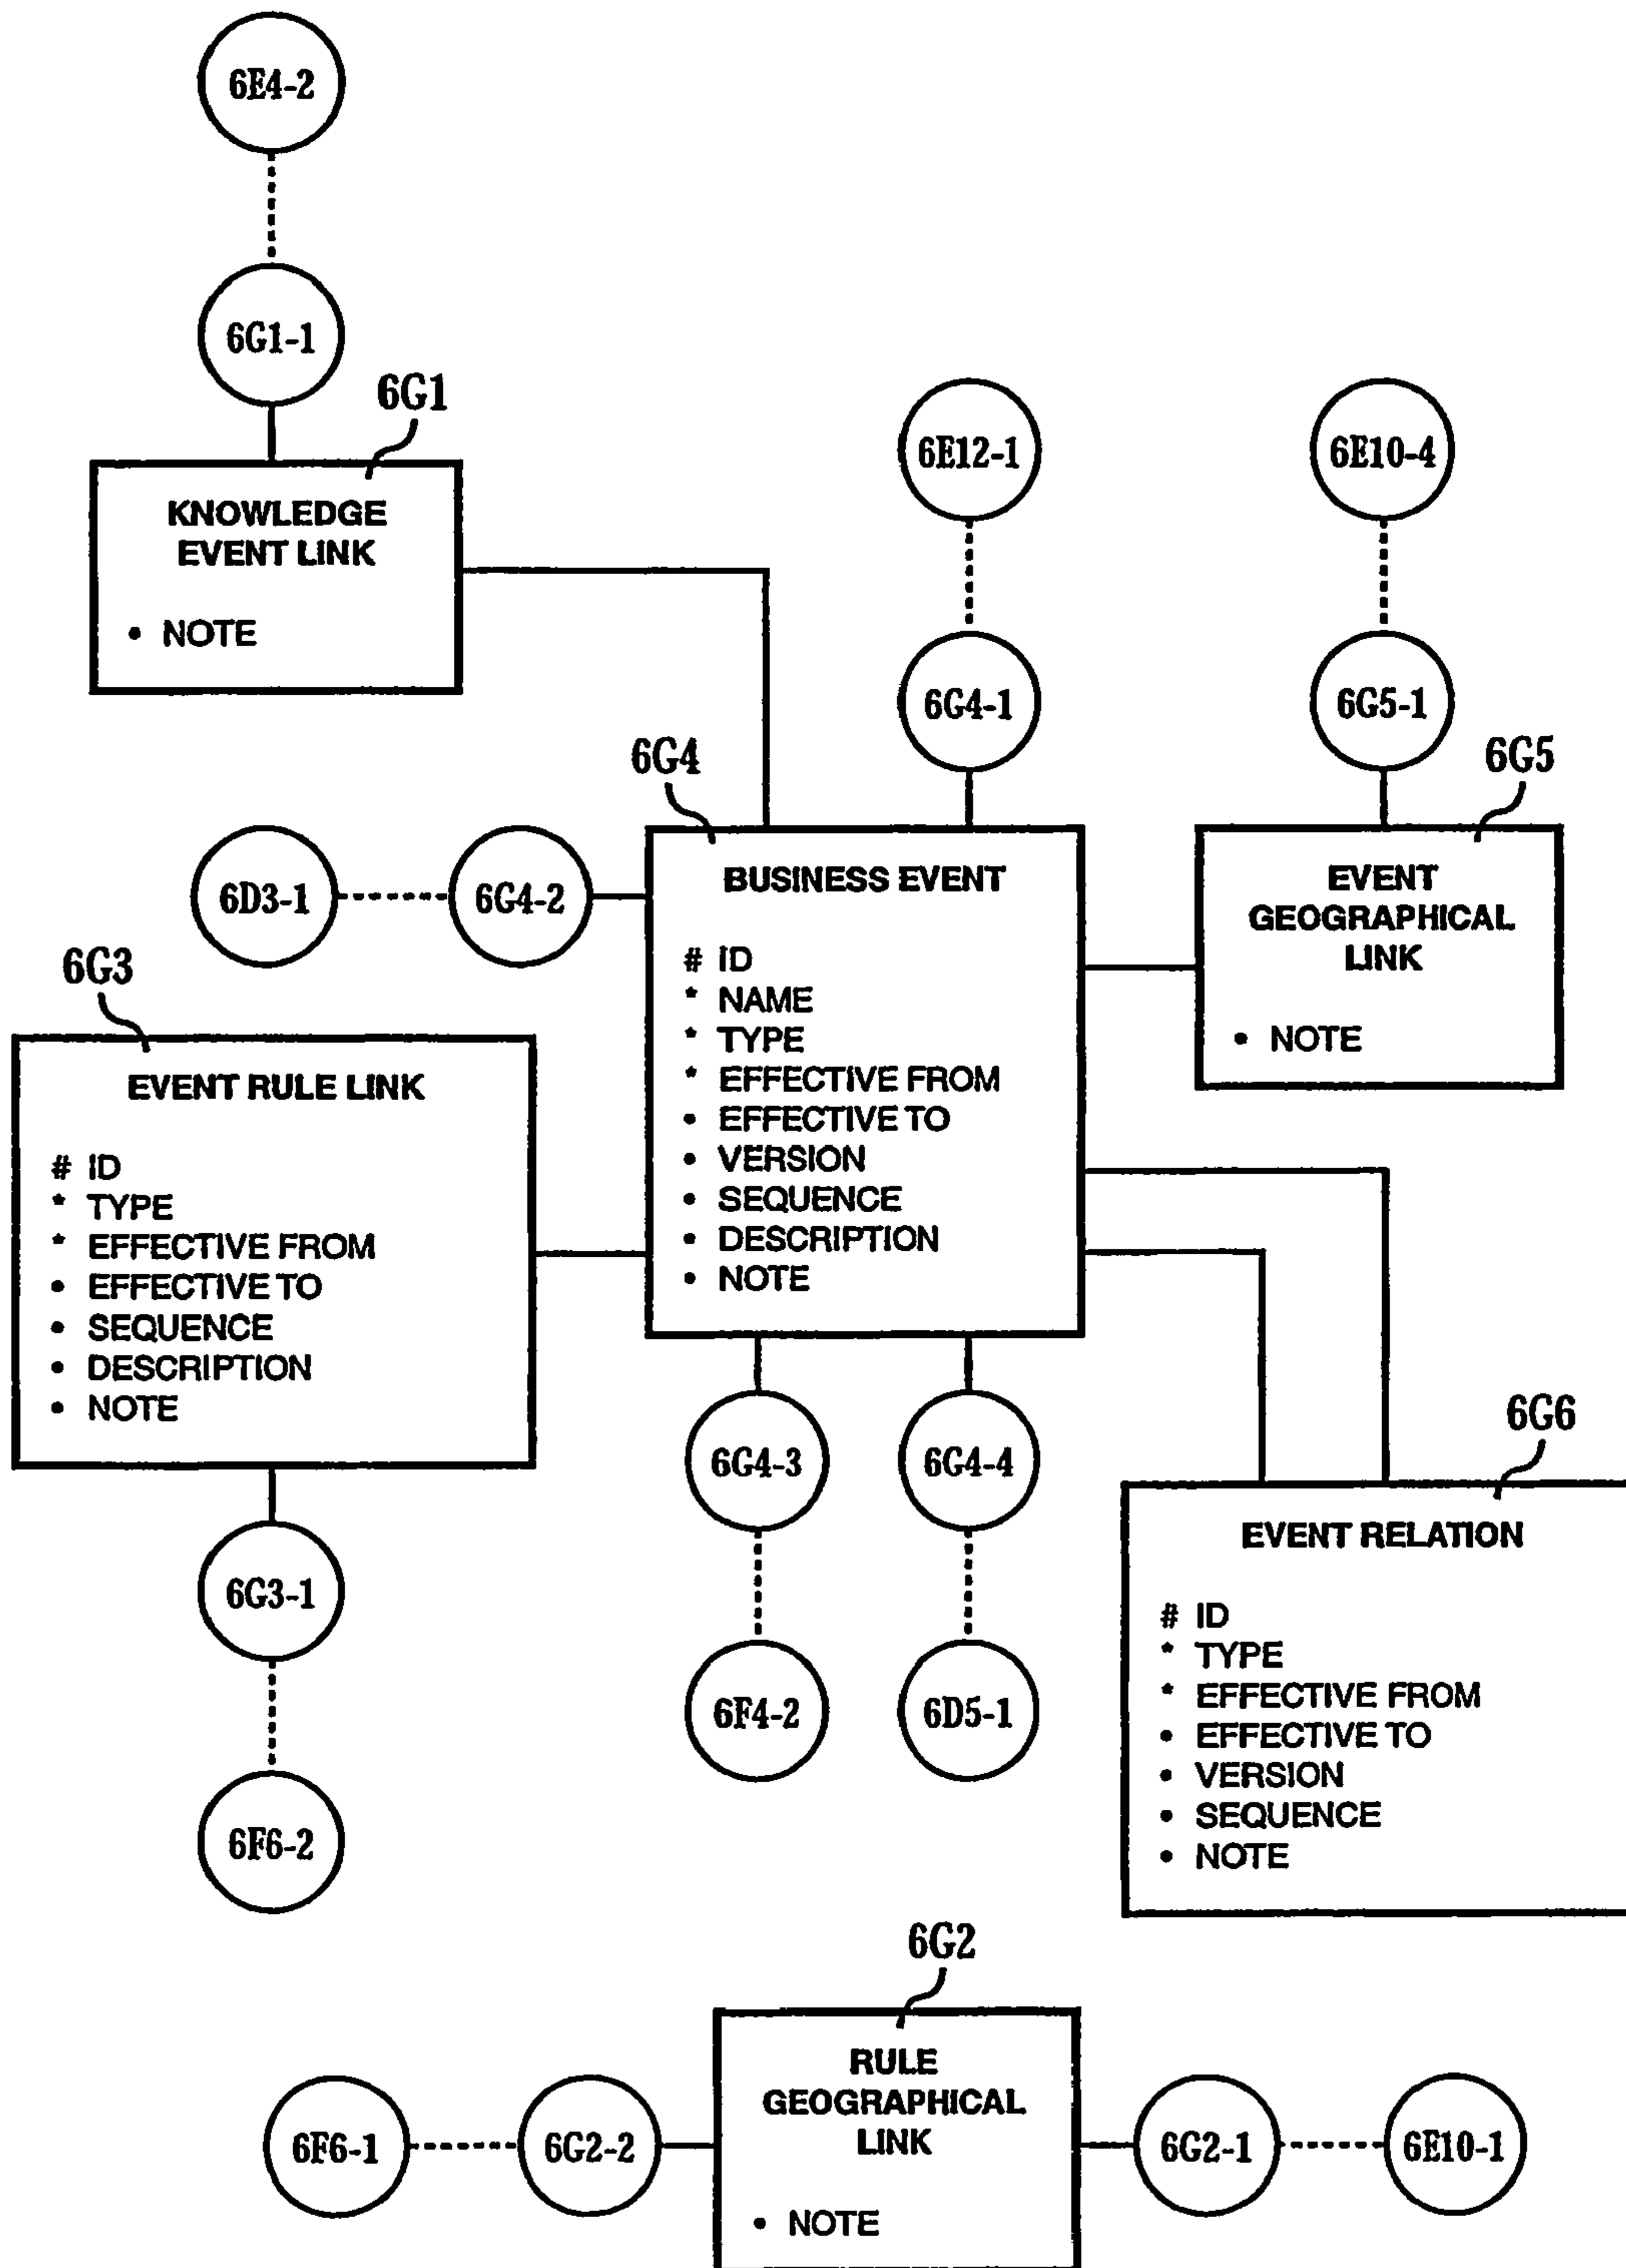 6E4-2
6G1-1
6G1
KNOWLEDGE
EVENT LINK
• NOTE
6E12-1
6E10-4
6G4-1
6G5-1
6G4
6G5
6D3-1
6G4-2
BUSINESS EVENT
# ID
* NAME
* TYPE
* EFFECTIVE FROM
• EFFECTIVE TO
• VERSION
• SEQUENCE
• DESCRIPTION
• NOTE
EVENT
GEOGRAPHICAL
LINK
• NOTE
6G3
EVENT RULE LINK
# ID
* TYPE
* EFFECTIVE FROM
• EFFECTIVE TO
• SEQUENCE
• DESCRIPTION
• NOTE
6G4-3
6G4-4
6G6
6G3-1
6F4-2
6D5-1
EVENT RELATION
# ID
* TYPE
* EFFECTIVE FROM
• EFFECTIVE TO
• VERSION
• SEQUENCE
• NOTE
6F6-2
6G2
RULE
GEOGRAPHICAL
LINK
• NOTE
6F6-1
6G2-2
6G2-1
6E10-1